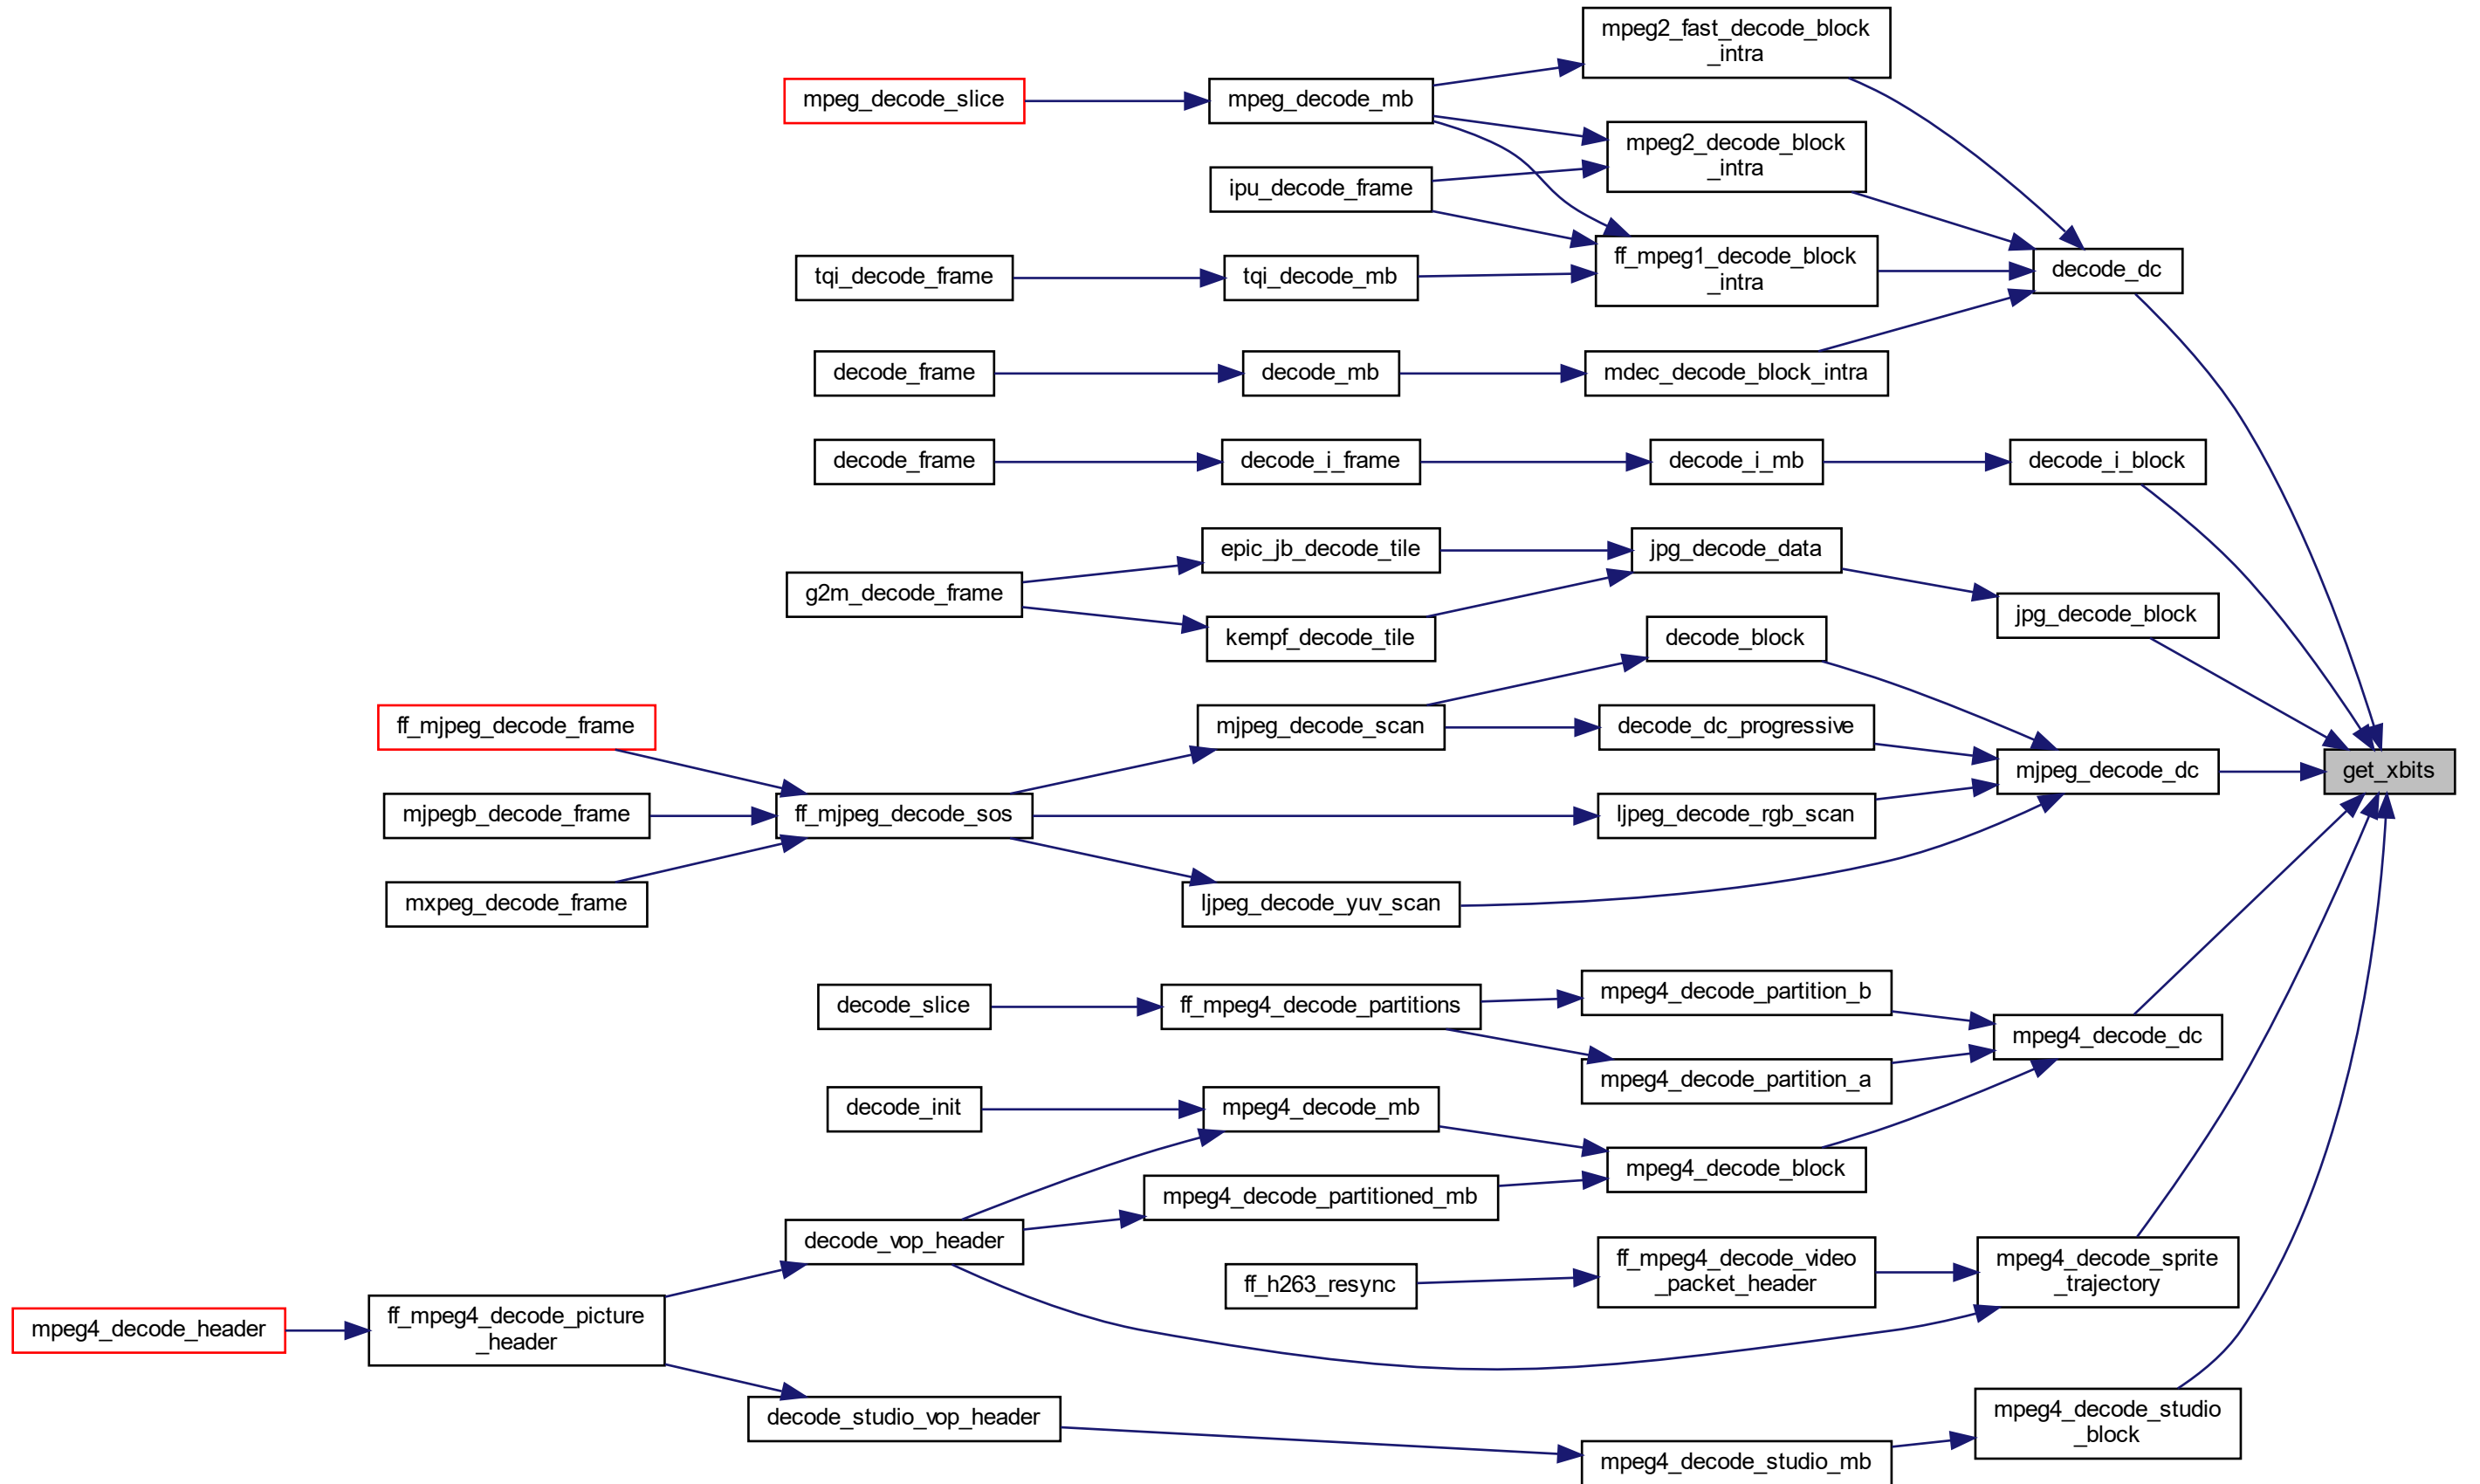 mpeg2_fast_decode_block
_intra
mpeg_decode_slice
mpeg_decode_mb
mpeg2_decode_block
_intra
ipu_decode_frame
ff_mpeg1_decode_block
_intra
decode_dc
tqi_decode_frame
tqi_decode_mb
decode_frame
decode_mb
mdec_decode_block_intra
decode_frame
decode_i_frame
decode_i_mb
decode_i_block
epic_jb_decode_tile
jpg_decode_data
g2m_decode_frame
jpg_decode_block
kempf_decode_tile
decode_block
ff_mjpeg_decode_frame
mjpeg_decode_scan
decode_dc_progressive
mjpeg_decode_dc
get_xbits
mjpegb_decode_frame
ff_mjpeg_decode_sos
ljpeg_decode_rgb_scan
mxpeg_decode_frame
ljpeg_decode_yuv_scan
decode_slice
ff_mpeg4_decode_partitions
mpeg4_decode_partition_b
mpeg4_decode_dc
mpeg4_decode_partition_a
decode_init
mpeg4_decode_mb
mpeg4_decode_block
mpeg4_decode_partitioned_mb
decode_vop_header
ff_h263_resync
ff_mpeg4_decode_video
_packet_header
mpeg4_decode_sprite
_trajectory
mpeg4_decode_header
ff_mpeg4_decode_picture
_header
decode_studio_vop_header
mpeg4_decode_studio
_block
mpeg4_decode_studio_mb